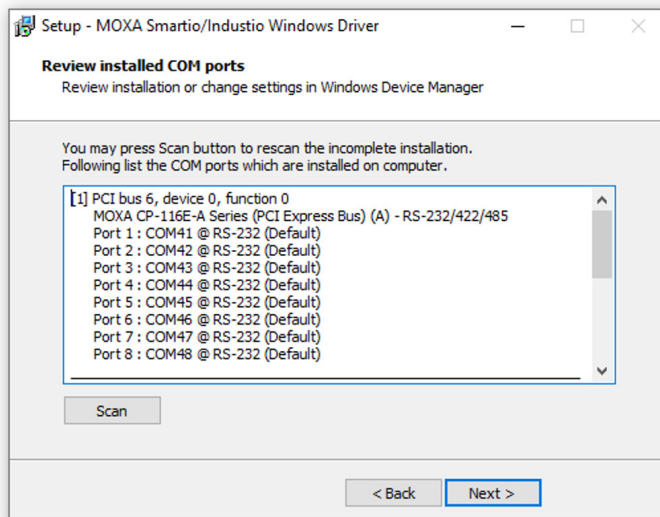 Setup - MOXA Smartio/Industio Windows Driver
Review installed COM ports
Review installation or change settings in Windows Device Manager
You may press Scan button to rescan the incomplete installation.
Following list the COM ports which are installed on computer.
[1] PCI bus 6, device 0, function 0
MOXA CP-116E-A Series (PCI Express Bus) (A) - RS-232/422/485
Port 1 : COM41 @ RS-232 (Default)
Port 2 : COM42 @ RS-232 (Default)
Port 3 : COM43 @ RS-232 (Default)
Port 4 : COM44 @ RS-232 (Default)
Port 5 : COM45 @ RS-232 (Default)
Port 6 : COM46 @ RS-232 (Default)
Port 7 : COM47 @ RS-232 (Default)
Port 8 : COM48 @ RS-232 (Default)
Scan
< Back
Next >